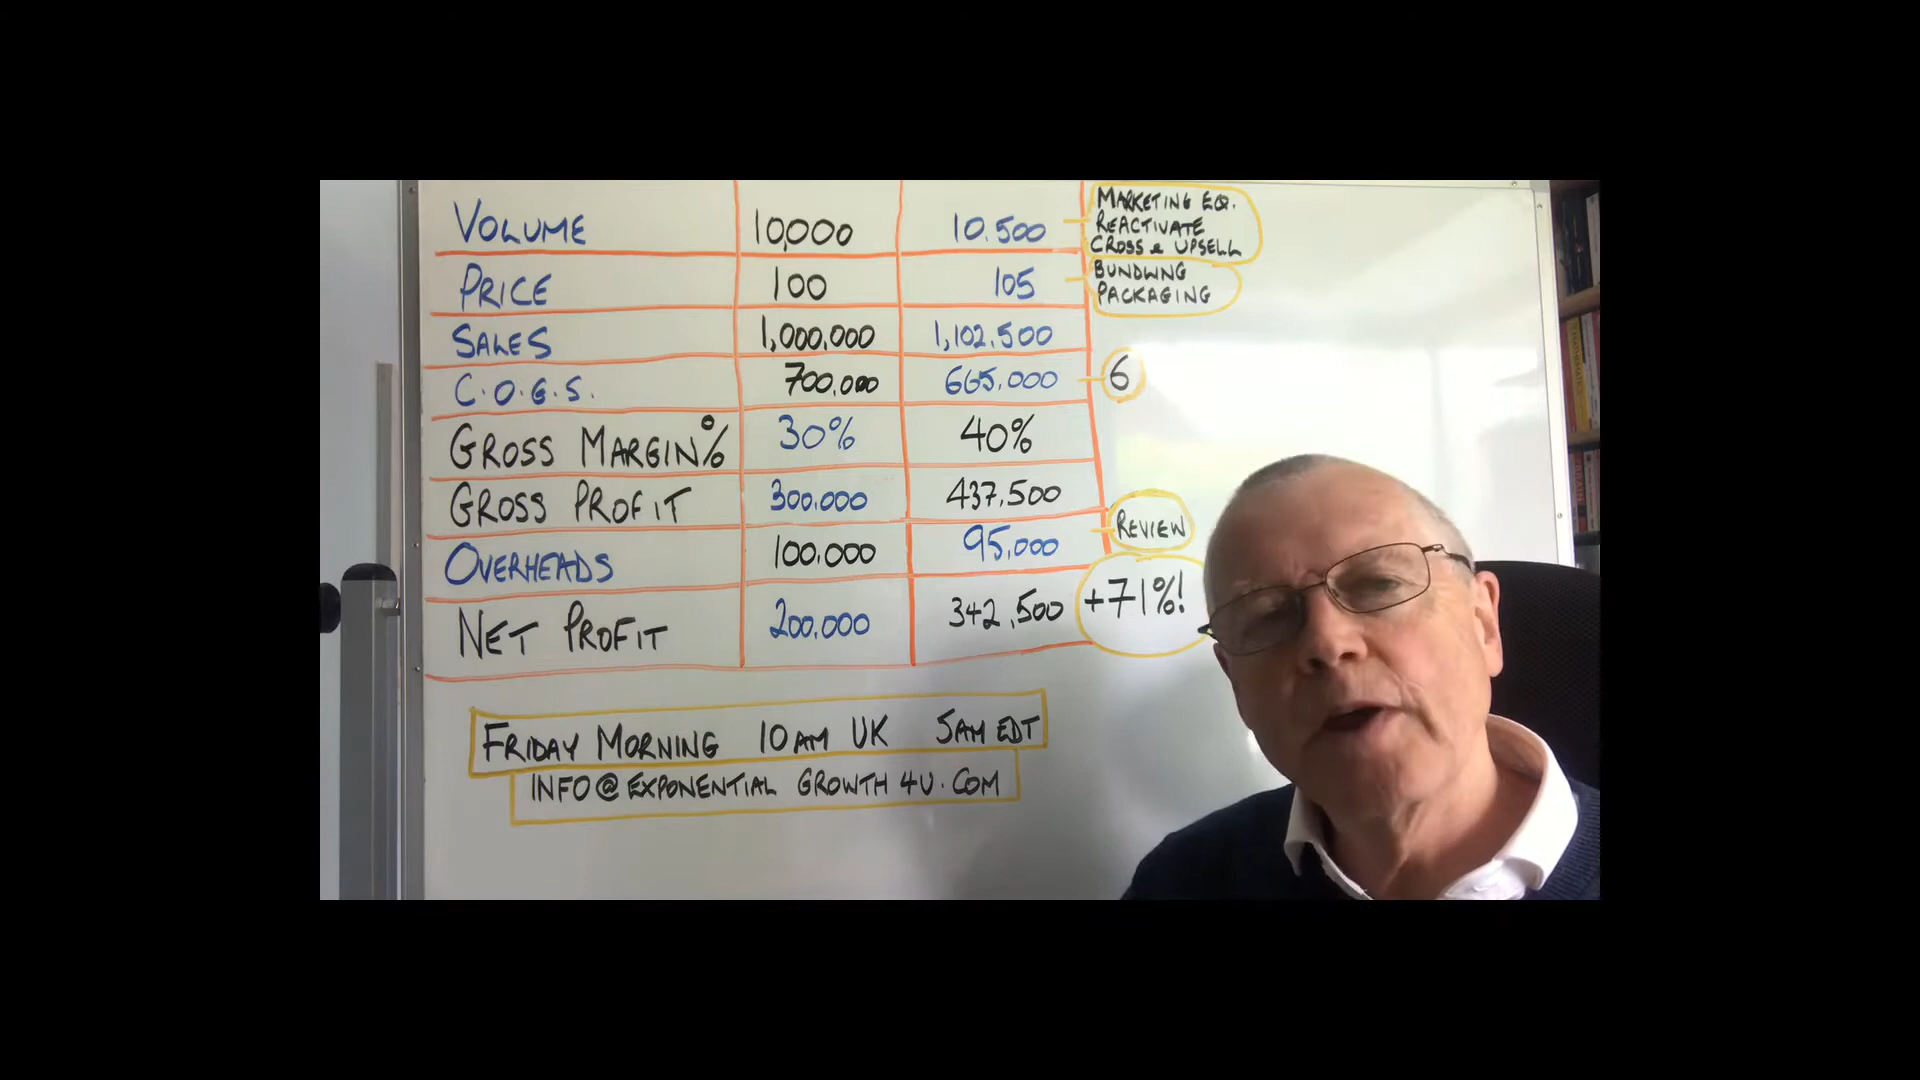 VOLUME 10,000 10.500
MARKETING EQ.
REACTIVATE
CROSS & UPSELL
PRICE 100 105
BUNDLING
PACKAGING
SALES 1,000,000 1,102.500
C.O.G.S. 700,000 665.000 6
GROSS MARGIN% 30% 40%
GROSS PROFIT 300.000 437.500
OVERHEADS 100.000 95,000 REVIEW
NET PROFIT 200.000 342,500 +71%!
FRIDAY MORNING 10AM UK 5AM EDT
INFO@EXPONENTIAL GROWTH 4U.COM